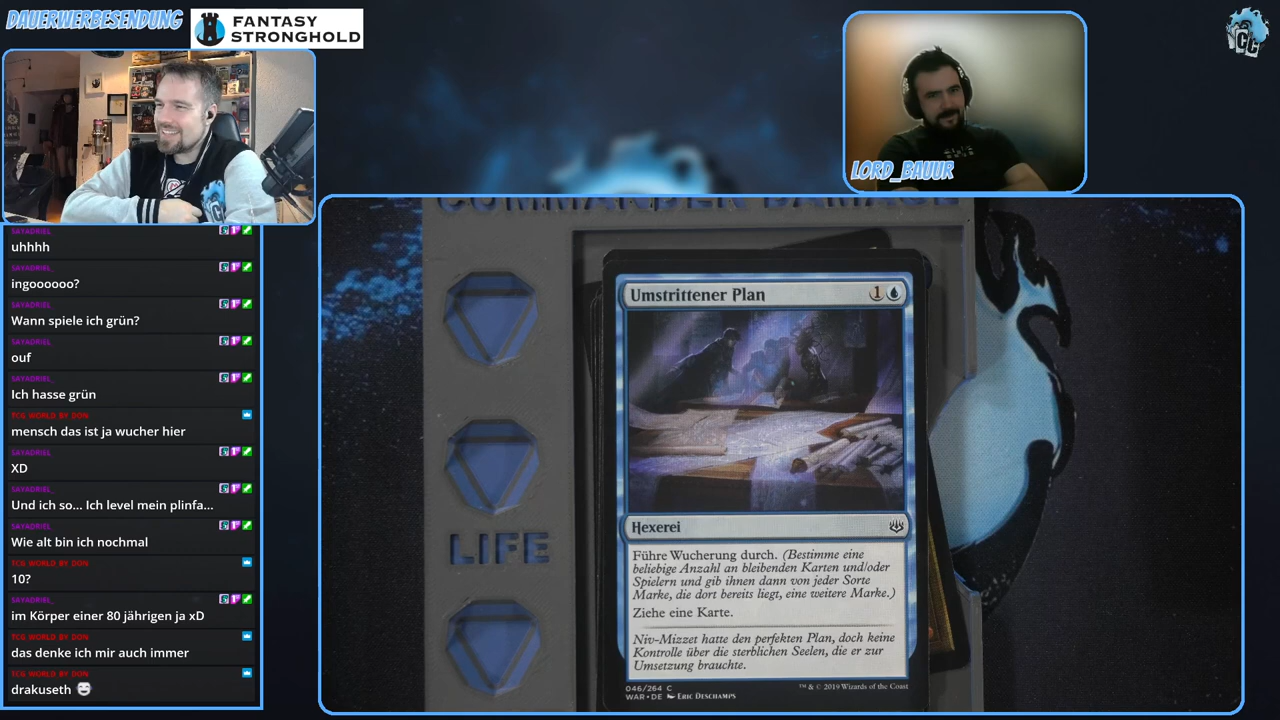 DAUERWERBESENDUNG
FANTASY
STRONGHOLD
LORD_BAUUR
CC
SAYADRIEL_
uhhhh
SAYADRIEL_
ingoooooo?
SAYADRIEL_
Wann spiele ich grün?
SAYADRIEL_
ouf
SAYADRIEL_
Ich hasse grün
TCG WORLD BY DON
mensch das ist ja wucher hier
SAYADRIEL_
XD
SAYADRIEL_
Und ich so... Ich level mein plinfa...
SAYADRIEL_
Wie alt bin ich nochmal
TCG WORLD BY DON
10?
SAYADRIEL_
im Körper einer 80 jährigen ja xD
TCG WORLD BY DON
das denke ich mir auch immer
TCG WORLD BY DON
drakuseth
COMMANDER DAMAGE
LIFE
Umstrittener Plan 1
Hexerei
Führe Wucherung durch. (Bestimme eine
beliebige Anzahl an bleibenden Karten und/oder
Spielern und gib ihnen dann von jeder Sorte
Marke, die dort bereits liegt, eine weitere Marke.)
Ziehe eine Karte.
Niv-Mizzet hatte den perfekten Plan, doch keine
Kontrolle über die sterblichen Seelen, die er zur
Umsetzung brauchte.
046/264 C
WAR • DE Eric Deschamps
™ & © 2019 Wizards of the Coast